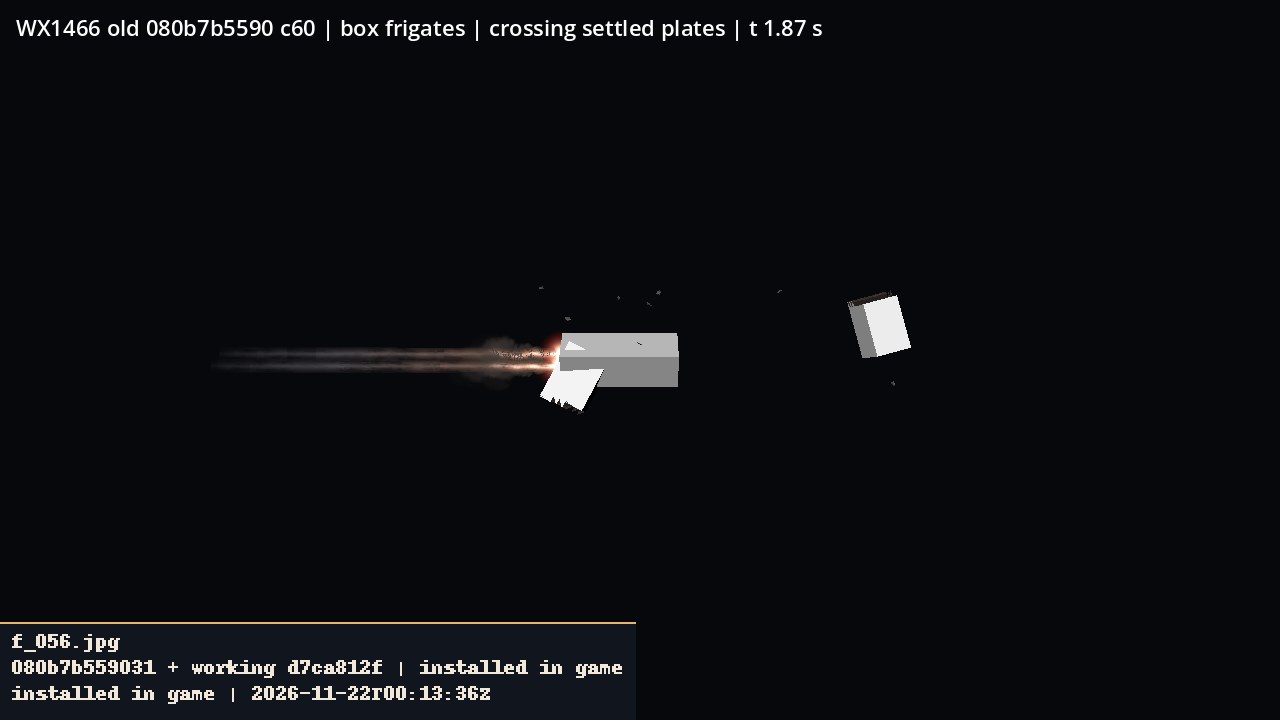 WX1466 old 080b7b5590 c60 | box frigates | crossing settled plates | t 1.87 s
f_056.jpg
080b7b559031 + working d7ca812f | installed in game
installed in game | 2026-11-22T00:13:36Z